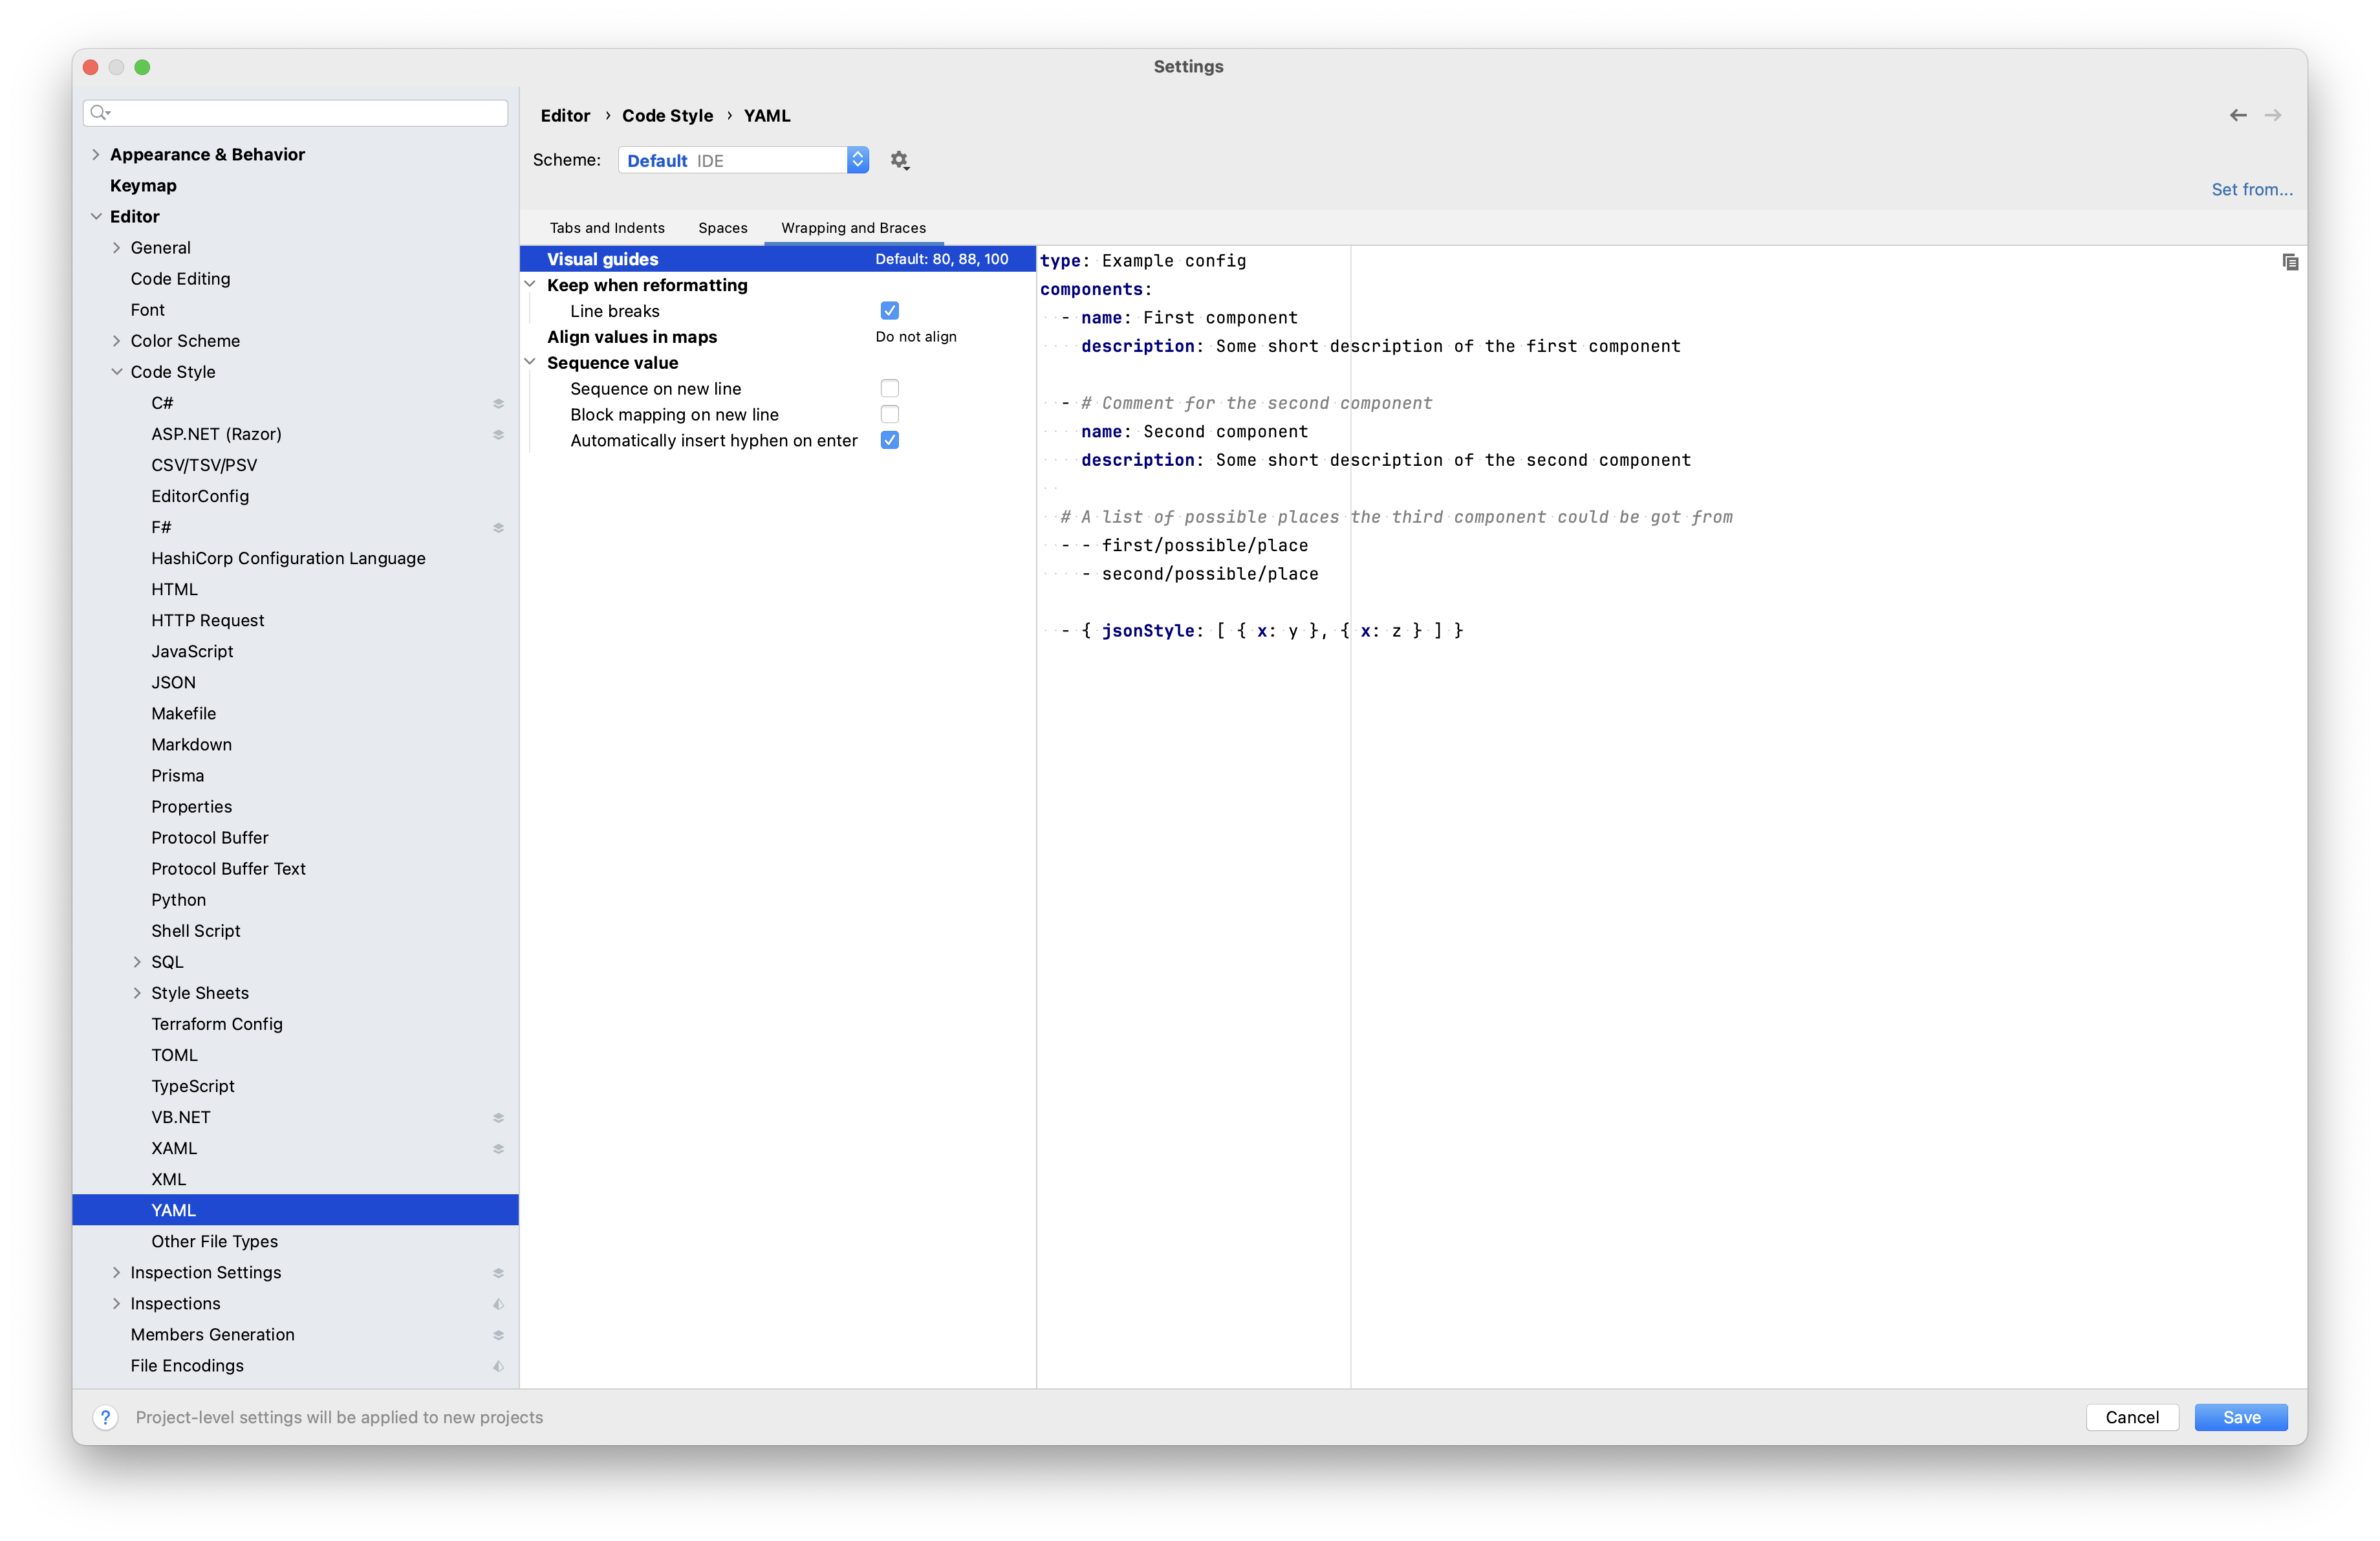 Settings
Appearance & Behavior
Keymap
Editor
General
Code Editing
Font
Color Scheme
Code Style
C#
ASP.NET (Razor)
CSV/TSV/PSV
EditorConfig
F#
HashiCorp Configuration Language
HTML
HTTP Request
JavaScript
JSON
Makefile
Markdown
Prisma
Properties
Protocol Buffer
Protocol Buffer Text
Python
Shell Script
SQL
Style Sheets
Terraform Config
TOML
TypeScript
VB.NET
XAML
XML
YAML
Other File Types
Inspection Settings
Inspections
Members Generation
File Encodings
Editor › Code Style › YAML
Scheme: Default IDE
Set from...
Tabs and Indents Spaces Wrapping and Braces
Visual guides Default: 80, 88, 100
Keep when reformatting
Line breaks
Align values in maps Do not align
Sequence value
Sequence on new line
Block mapping on new line
Automatically insert hyphen on enter
type: Example config
components:
- name: First component
description: Some short description of the first component
- # Comment for the second component
name: Second component
description: Some short description of the second component
# A list of possible places the third component could be got from
- - first/possible/place
- second/possible/place
- { jsonStyle: [ { x: y }, { x: z } ] }
? Project-level settings will be applied to new projects
Cancel Save